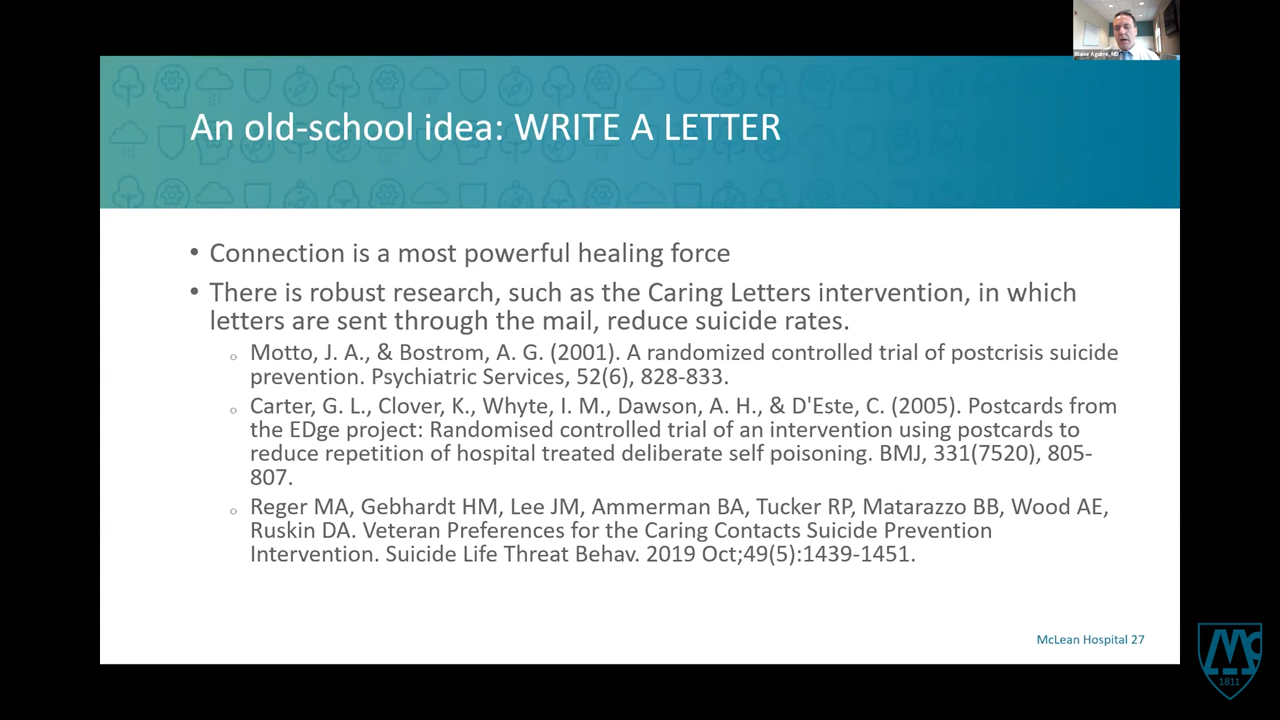 Blaise Aguirre, MD
An old-school idea: WRITE A LETTER
• Connection is a most powerful healing force
• There is robust research, such as the Caring Letters intervention, in which
letters are sent through the mail, reduce suicide rates.
○ Motto, J. A., & Bostrom, A. G. (2001). A randomized controlled trial of postcrisis suicide
prevention. Psychiatric Services, 52(6), 828-833.
○ Carter, G. L., Clover, K., Whyte, I. M., Dawson, A. H., & D'Este, C. (2005). Postcards from
the EDge project: Randomised controlled trial of an intervention using postcards to
reduce repetition of hospital treated deliberate self poisoning. BMJ, 331(7520), 805-
807.
○ Reger MA, Gebhardt HM, Lee JM, Ammerman BA, Tucker RP, Matarazzo BB, Wood AE,
Ruskin DA. Veteran Preferences for the Caring Contacts Suicide Prevention
Intervention. Suicide Life Threat Behav. 2019 Oct;49(5):1439-1451.
McLean Hospital 27
Mc
1811